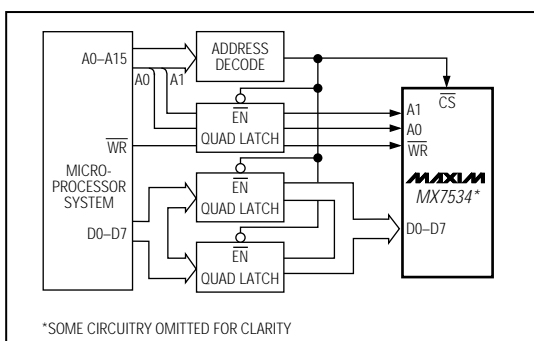 A0–A15
A0
A1
ADDRESS
DECODE
CS
EN
QUAD LATCH
A1
A0
WR
WR
MICRO-
PROCESSOR
SYSTEM
MAXIM
MX7534*
EN
QUAD LATCH
D0–D7
D0–D7
EN
QUAD LATCH
*SOME CIRCUITRY OMITTED FOR CLARITY